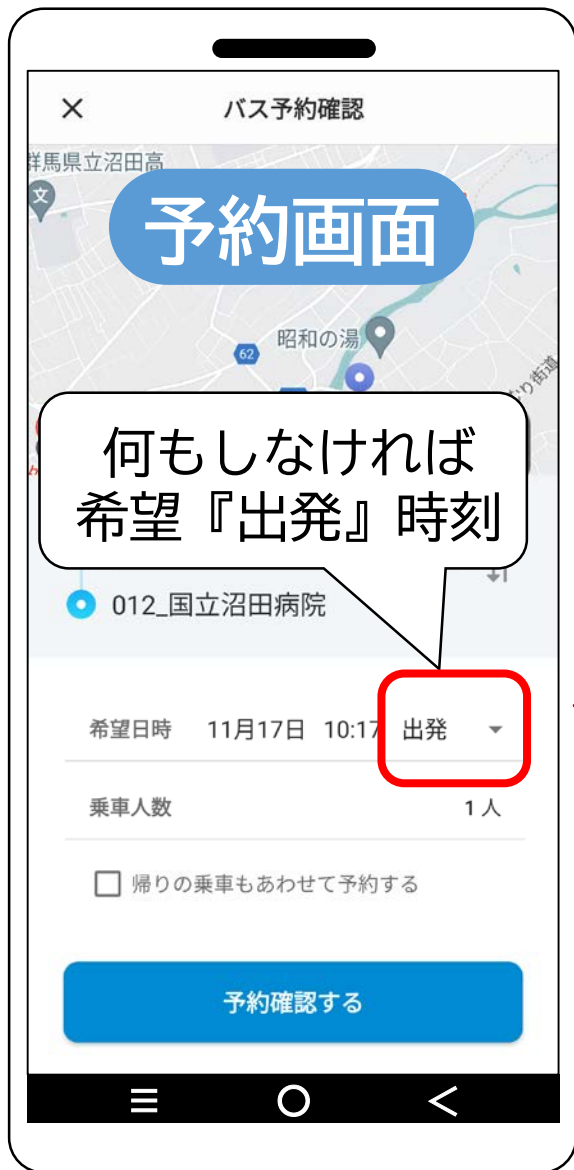 バス予約確認
群馬県立沼田高
文
予約画面
昭和の湯
62
何もしなければ
希望『出発』時刻
012_国立沼田病院
希望日時 11月17日 10:17 出発
乗車人数 1人
帰りの乗車もあわせて予約する
予約確認する